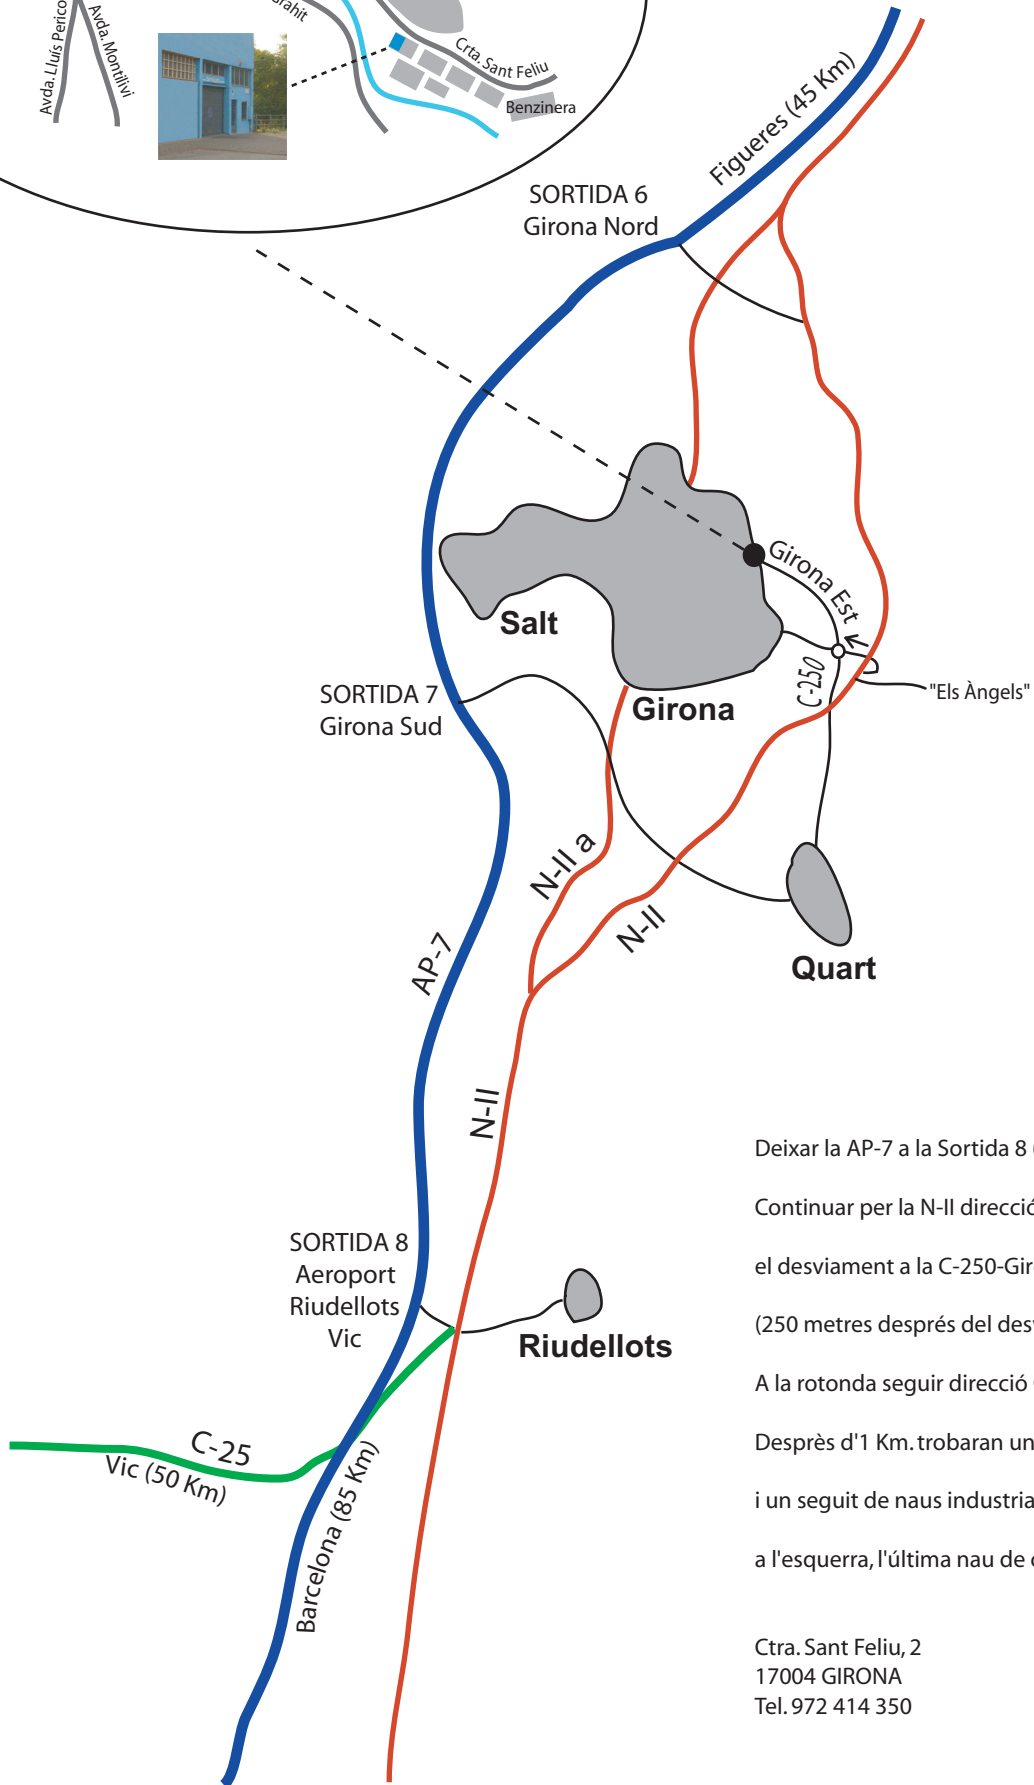 Avda. Lluís Perico
Avda. Montilivi
Crta. Sant Feliu
Benzinera
Figueres (45 Km)
SORTIDA 6
Girona Nord
Girona Est
Salt
C-250
"Els Àngels"
SORTIDA 7
Girona Sud
Girona
N-II a
N-II
AP-7
Quart
N-II
SORTIDA 8
Aeroport
Riudellots
Vic
Riudellots
C-25
Vic (50 Km)
Barcelona (85 Km)
Deixar la AP-7 a la Sortida 8
Continuar per la N-II direcció
el desviament a la C-250-Gir
(250 metres després del des
A la rotonda seguir direcció
Desprès d'1 Km. trobaran un
i un seguit de naus industria
a l'esquerra, l'última nau de
Ctra. Sant Feliu, 2
17004 GIRONA
Tel. 972 414 350